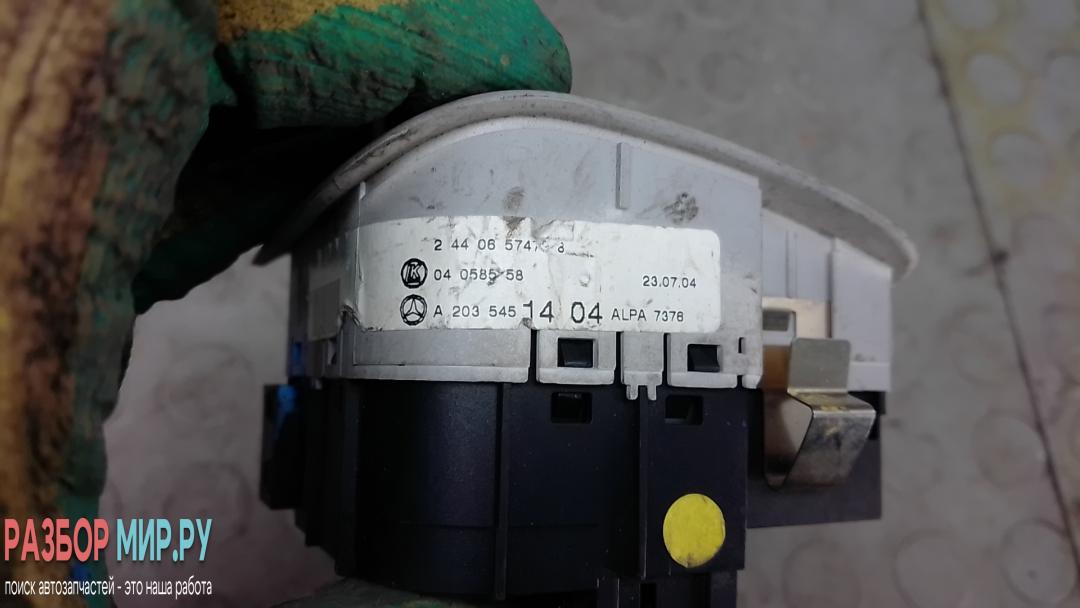 2 44 06
04 0585 58
23.07.04
A 203 545 14 04 ALPA 7378
РАЗБОР МИР.РУ
поиск автозапчастей - это наша работа